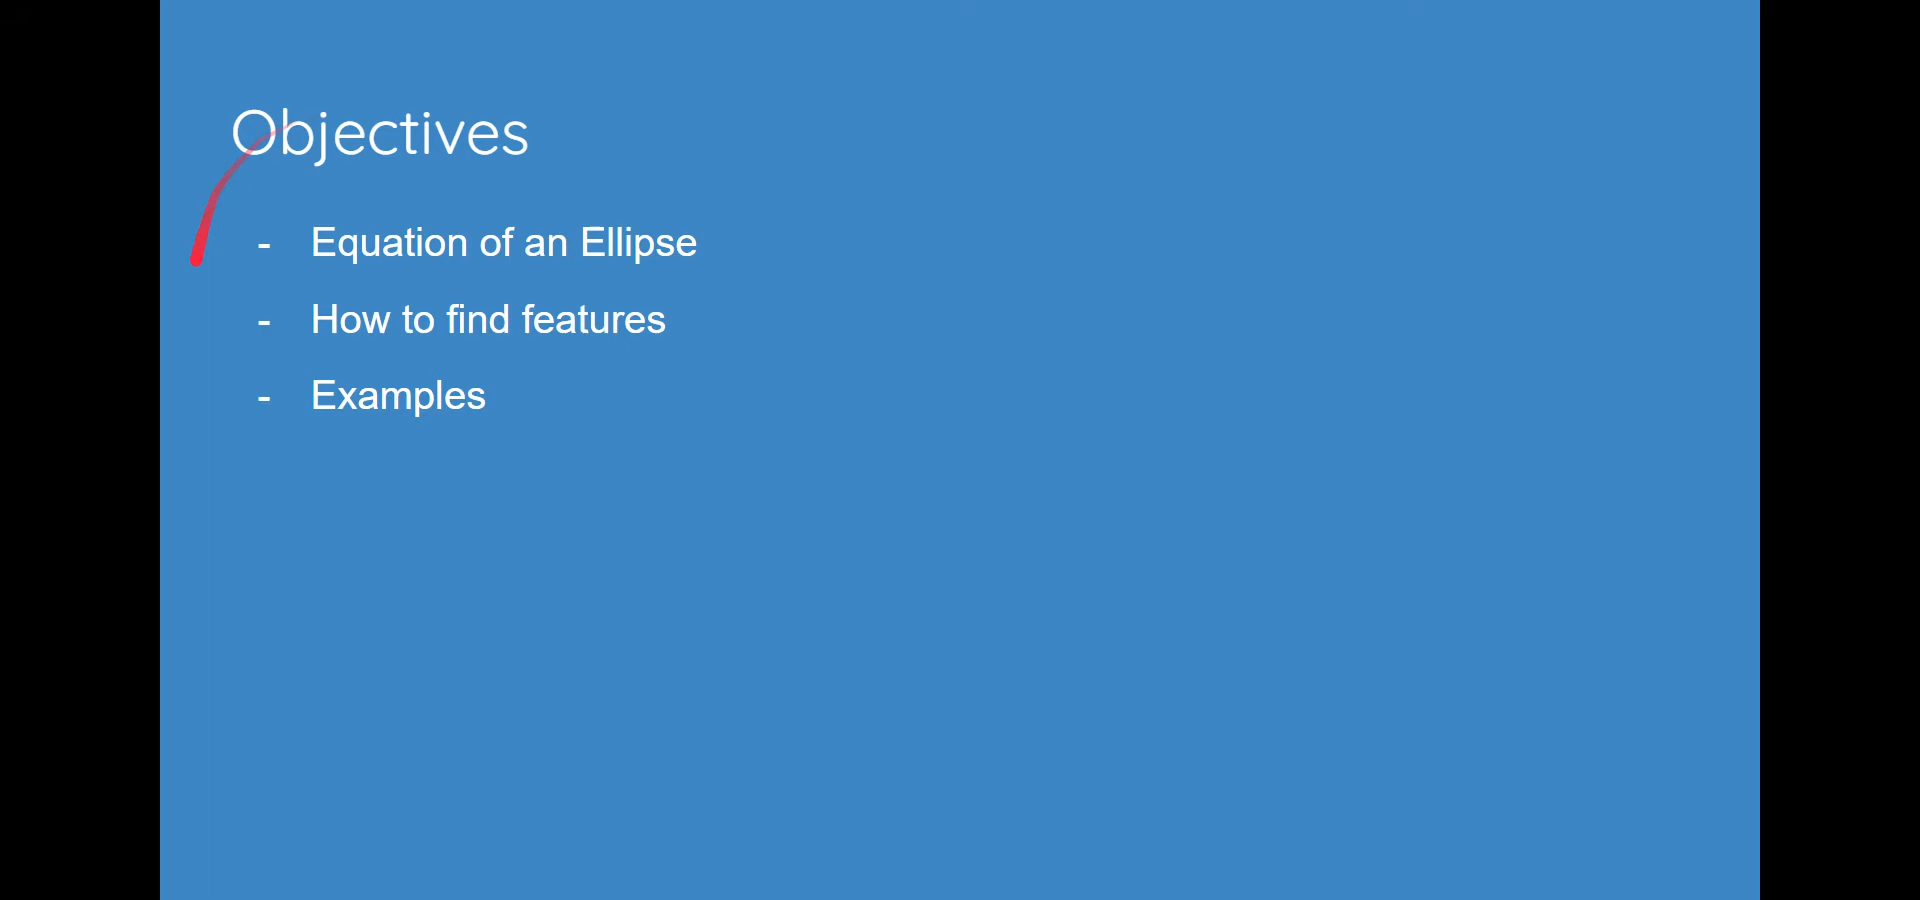 Objectives
- Equation of an Ellipse
- How to find features
- Examples